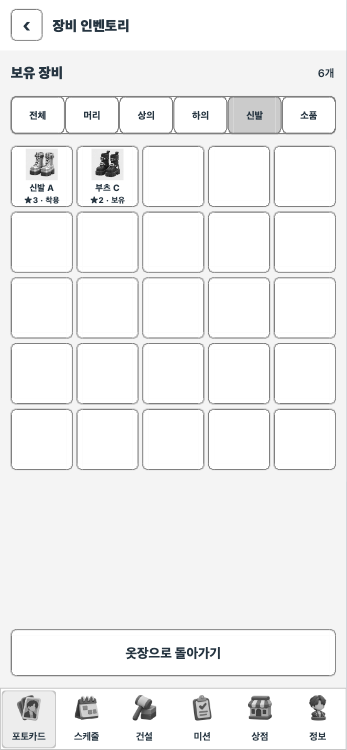 장비 인벤토리
보유 장비 6개
전체 머리 상의 하의 신발 소품
신발 A 부츠 C
★3 · 착용 ★2 · 보유
옷장으로 돌아가기
포토카드 스케줄 건설 미션 상점 정보